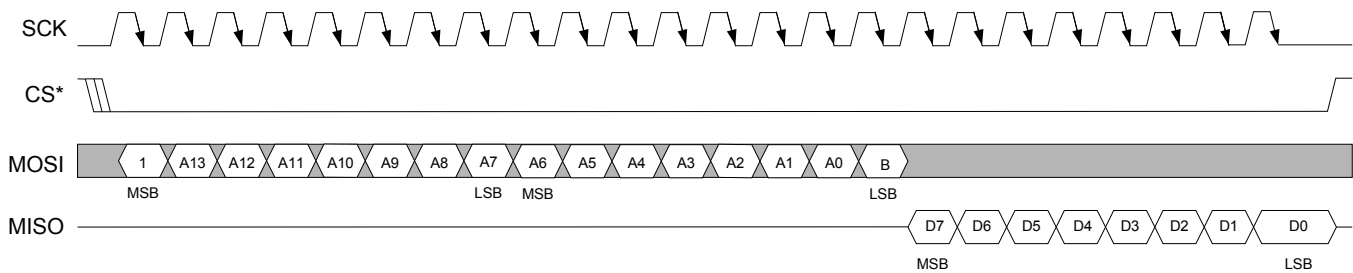 SCK
CS*
MOSI 1 A13 A12 A11 A10 A9 A8 A7 A6 A5 A4 A3 A2 A1 A0 B
MSB LSB MSB LSB
MISO D7 D6 D5 D4 D3 D2 D1 D0
MSB LSB